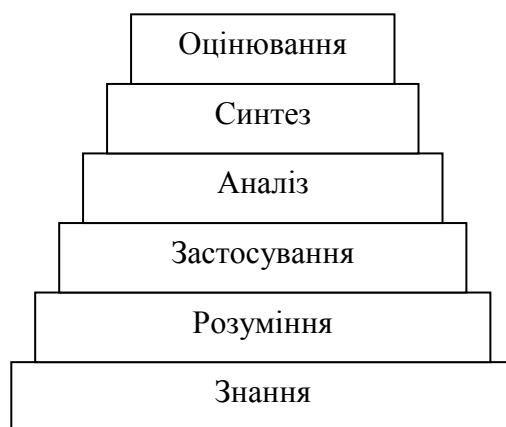 Оцінювання
Синтез
Аналіз
Застосування
Розуміння
Знання